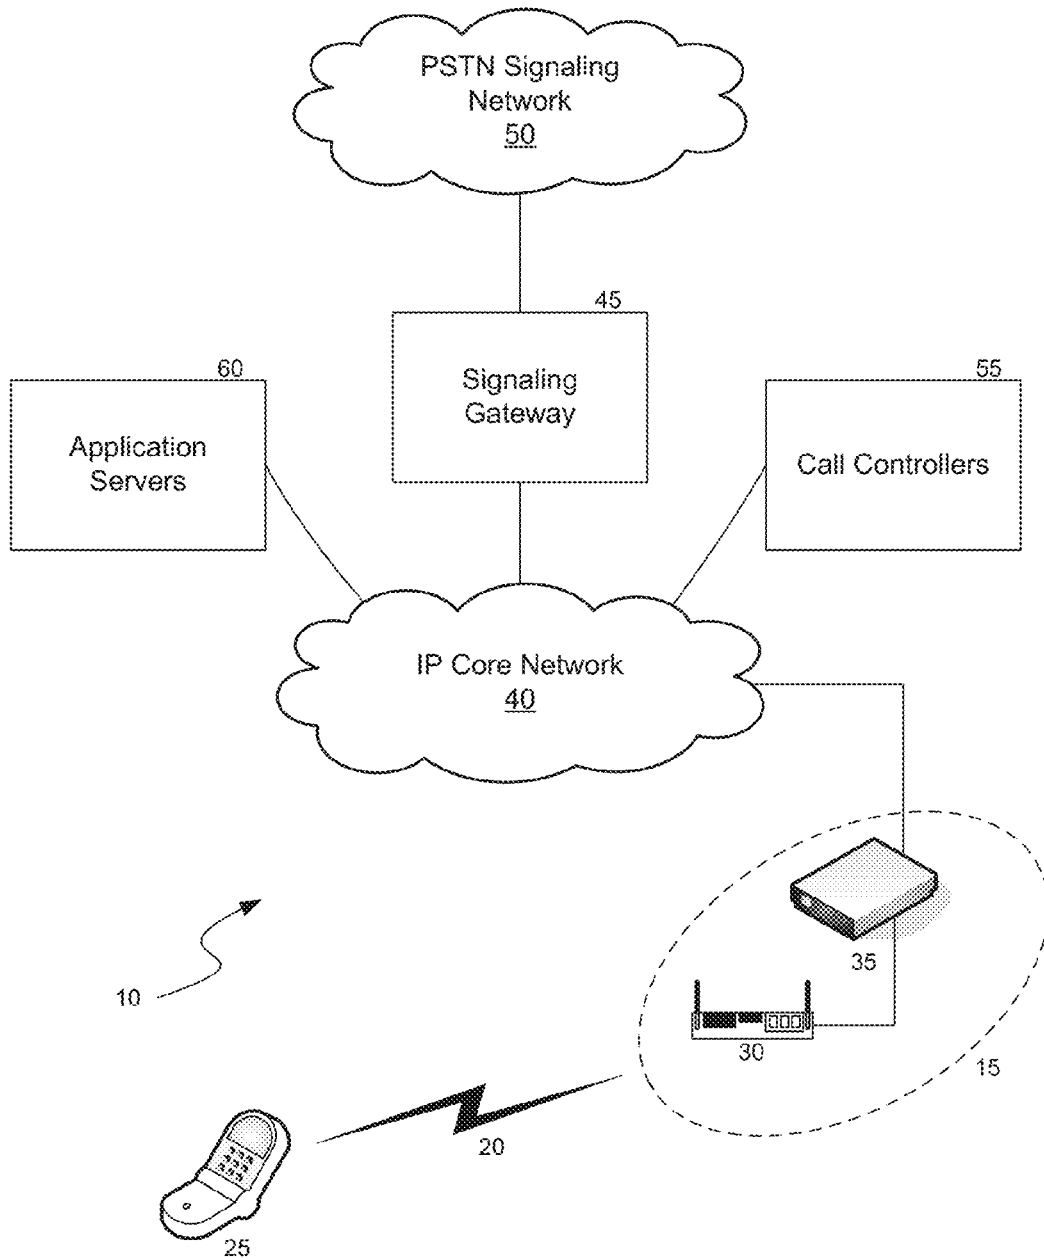 PSTN Signaling
Network
50
45
Signaling
Gateway
60
Application
Servers
55
Call Controllers
IP Core Network
40
35
10
30
15
20
25